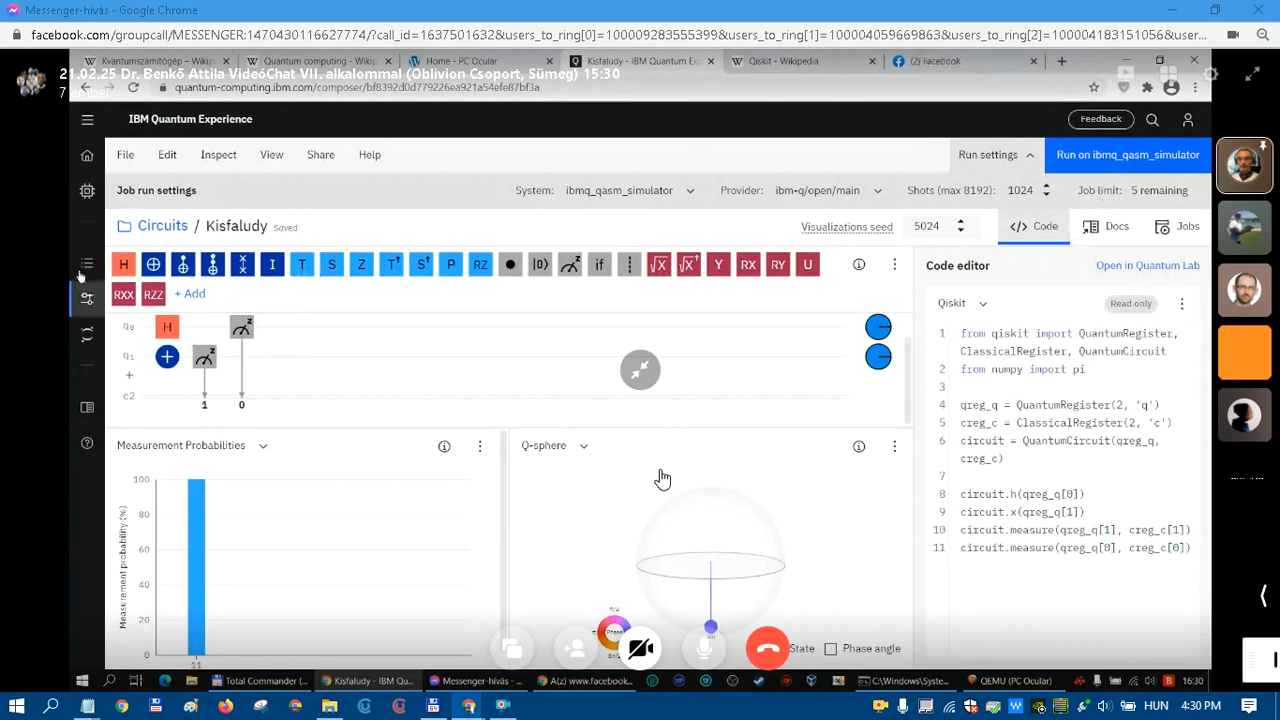 Messenger-hívás - Google Chrome
facebook.com/groupcall/MESSENGER:1470430116627774/?call_id=1637501632&users_to_ring[0]=100009283555399&users_to_ring[1]=100004059669863&users_to_ring[2]=100004183151056&us...
Kvantumszámítógép – Wikip
Quantum computing - Wikip
Home - PC Ocular
Kisfaludy - IBM Quantum Ex
Qiskit - Wikipedia
(2) Facebook
21.02.25 Dr. Benkő Attila VideóChat VII. alkalommal (Oblivion Csoport, Sümeg) 15:30
quantum-computing.ibm.com/composer/bf8392d0d779226ea921a54efe87bf3a
IBM Quantum Experience
Feedback
File Edit Inspect View Share Help
Run settings
Run on ibmq_qasm_simulator
Job run settings
System: ibmq_qasm_simulator
Provider: ibm-q/open/main
Shots (max 8192): 1024
Job limit: 5 remaining
Circuits / Kisfaludy Saved
Visualizations seed 5024
</> Code
Docs
Jobs
H I T S Z T† S† P RZ |0⟩ z if √X √X† Y RX RY U
RXX RZZ + Add
Code editor
Open in Quantum Lab
Qiskit
Read only
q0 H z
q1 + z
+
c2
1 0
1 from qiskit import QuantumRegister,
ClassicalRegister, QuantumCircuit
2 from numpy import pi
3
4 qreg_q = QuantumRegister(2, 'q')
5 creg_c = ClassicalRegister(2, 'c')
6 circuit = QuantumCircuit(qreg_q,
creg_c)
7
8 circuit.h(qreg_q[0])
9 circuit.x(qreg_q[1])
10 circuit.measure(qreg_q[1], creg_c[1])
11 circuit.measure(qreg_q[0], creg_c[0])
Measurement Probabilities
Measurement probability (%)
100
80
60
40
20
0
11
Q-sphere
π/2
Phase
State
Phase angle
Total Commander (...
Kisfaludy - IBM Qu...
Messenger-hívás - ...
A(z) www.facebook...
C:\Windows\Syste...
QEMU (PC Ocular)
16:30
HUN
4:30 PM